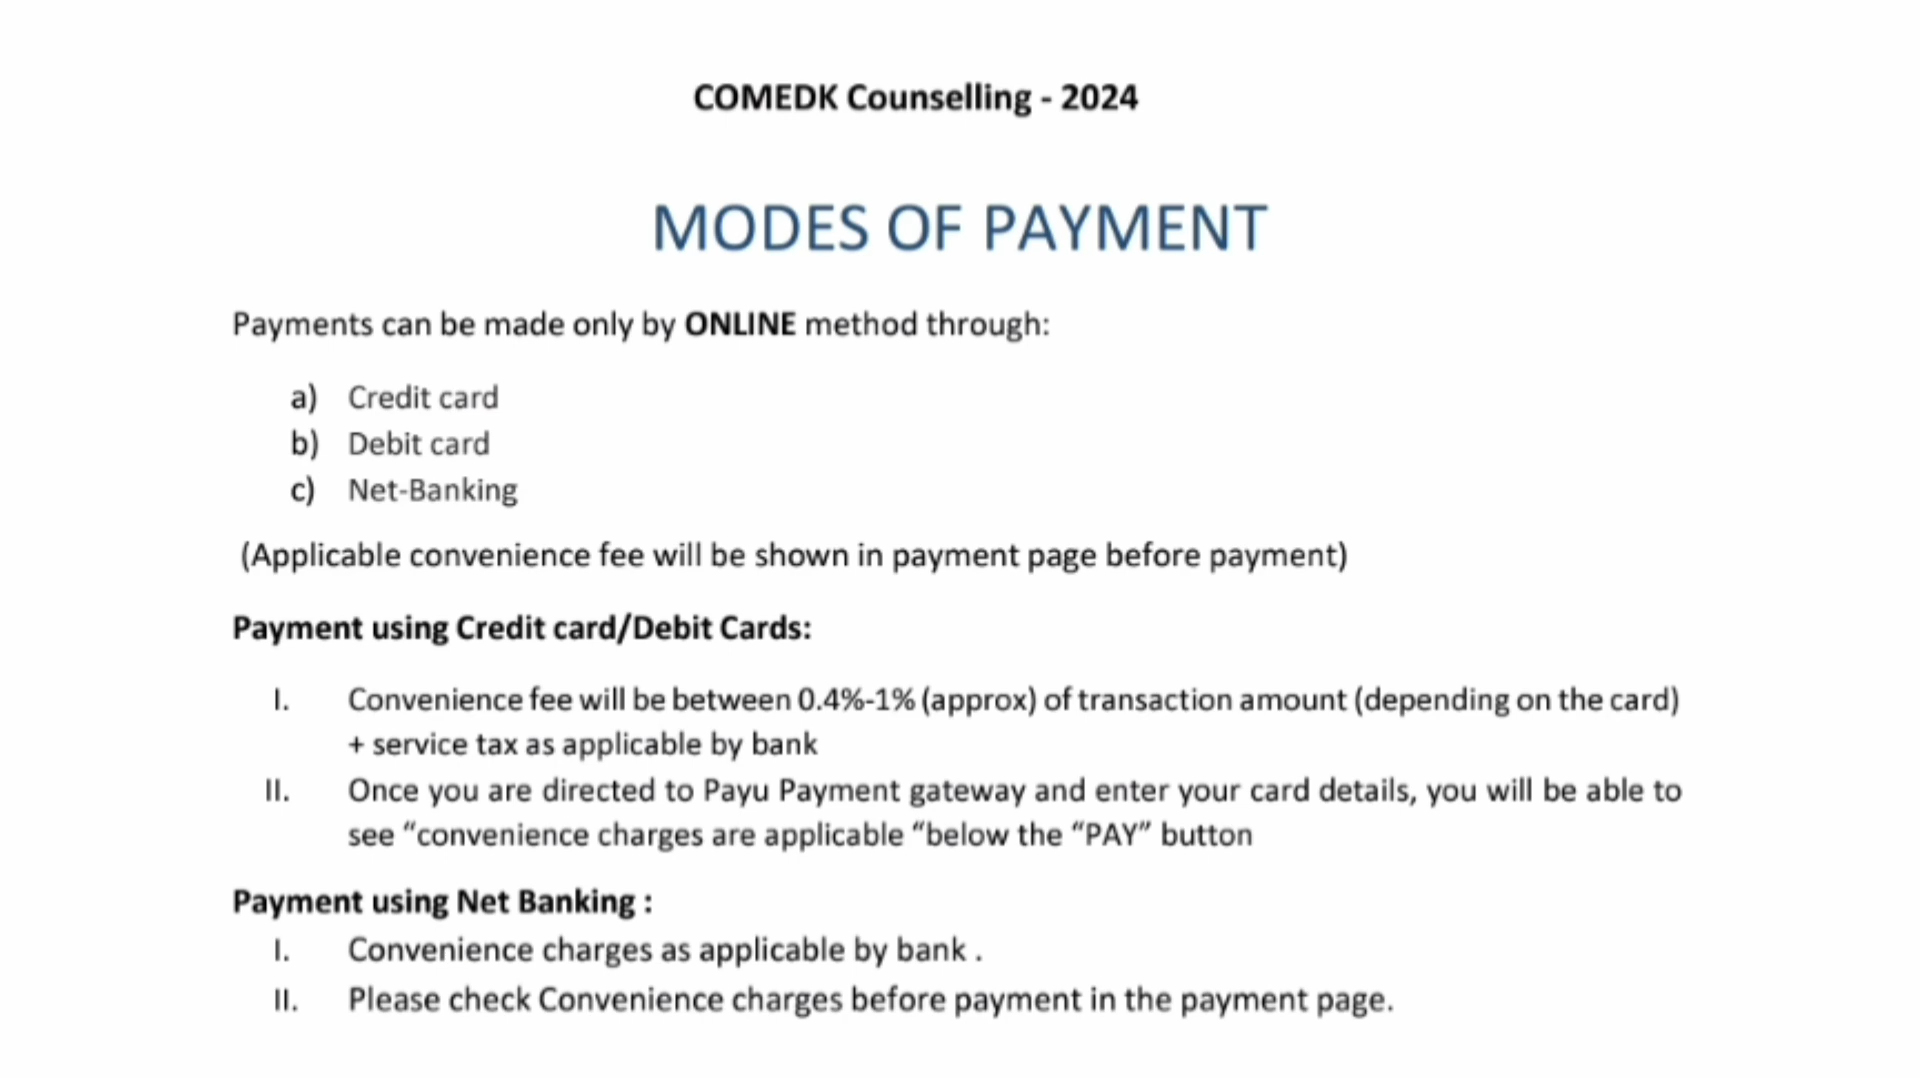 COMEDK Counselling - 2024
MODES OF PAYMENT
Payments can be made only by ONLINE method through:
a) Credit card
b) Debit card
c) Net-Banking
(Applicable convenience fee will be shown in payment page before payment)
Payment using Credit card/Debit Cards:
I. Convenience fee will be between 0.4%-1% (approx) of transaction amount (depending on the card)
+ service tax as applicable by bank
II. Once you are directed to Payu Payment gateway and enter your card details, you will be able to
see “convenience charges are applicable “below the “PAY” button
Payment using Net Banking :
I. Convenience charges as applicable by bank .
II. Please check Convenience charges before payment in the payment page.